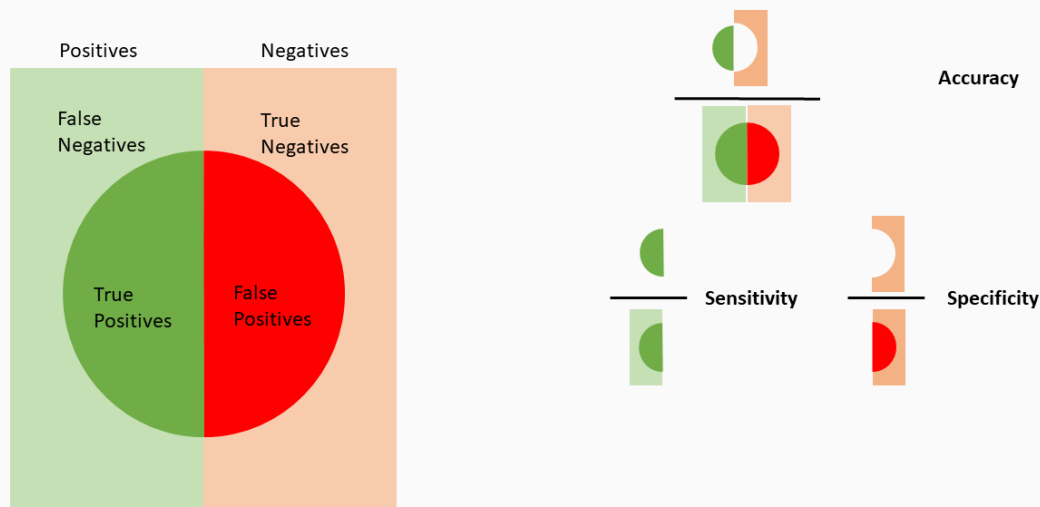 Positives
Negatives
False
Negatives
True
Negatives
True
Positives
False
Positives
Accuracy
Sensitivity
Specificity